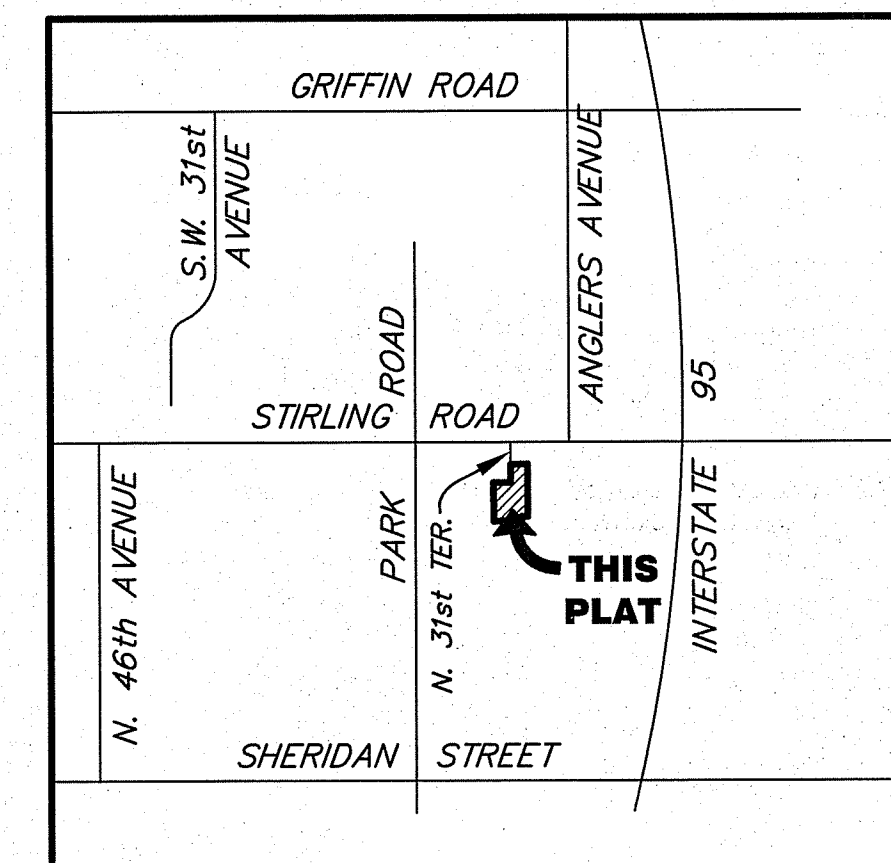 GRIFFIN ROAD
S.W. 31st
AVENUE
ANGLERS AVENUE
PARK ROAD
STIRLING ROAD
95
INTERSTATE
N. 46th AVENUE
N. 31st TER.
THIS
PLAT
SHERIDAN STREET